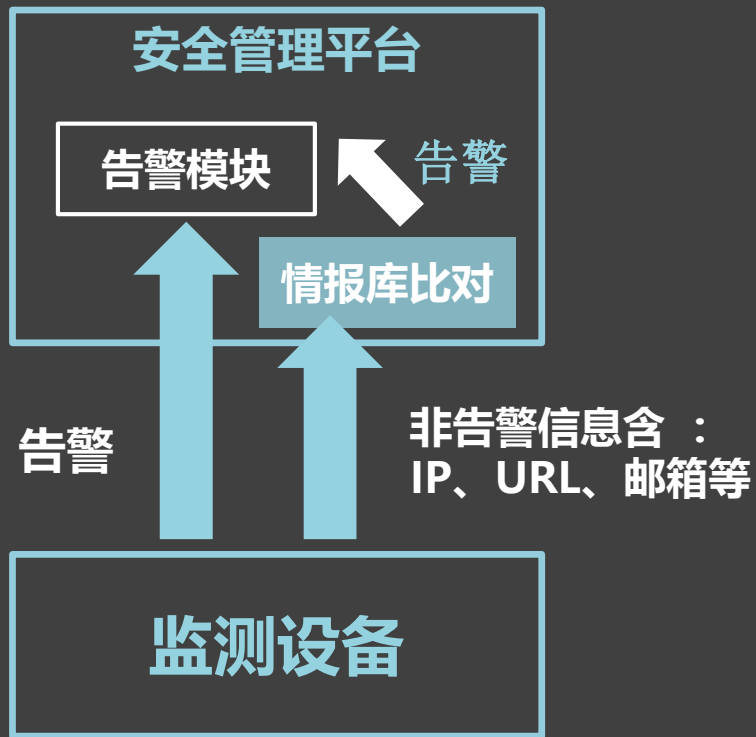 安全管理平台
告警模块
告警
情报库比对
告警
非告警信息含 ：
IP、URL、邮箱等
监测设备